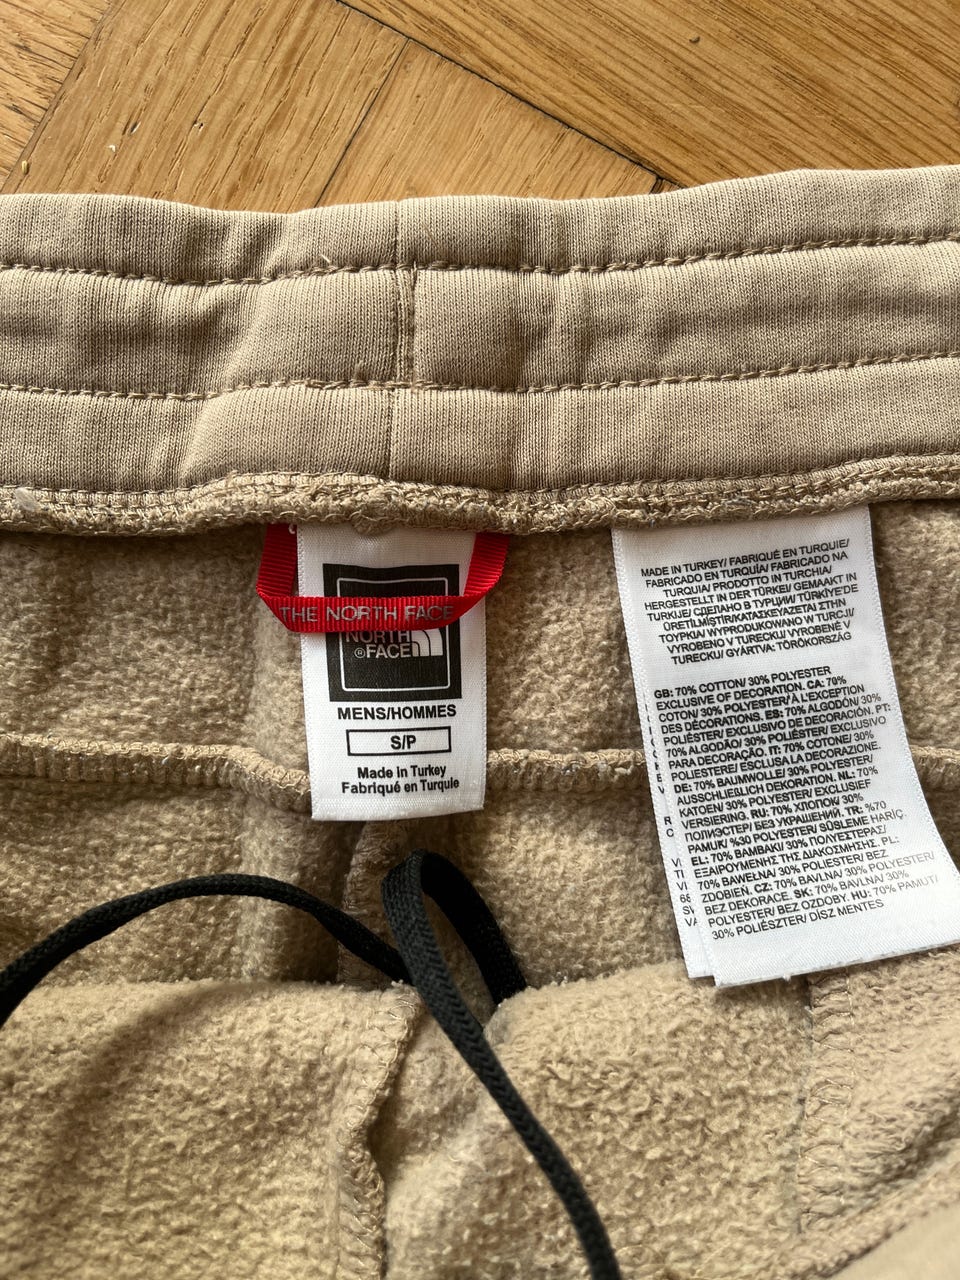 THE NORTH FACE
NORTH
®FACE
MENS/HOMMES
S/P
Made in Turkey
Fabriqué en Turquie
MADE IN TURKEY/ FABRIQUÉ EN TURQUIE/
FABRICADO EN TURQUÍA/ FABRICADO NA
TURQUIA/ PRODOTTO IN TURCHIA/
HERGESTELLT IN DER TÜRKEI/ GEMAAKT IN
TURKIJE/ СДЕЛАНО В ТУРЦИИ/ TÜRKİYE'DE
ÜRETİLMİŞTİR/ΚΑΤΑΣΚΕΥΑΖΕΤΑΙ ΣΤΗΝ
ΤΟΥΡΚΙΑ/ WYPRODUKOWANO W TURCJI/
VYROBENO V TURECKU/ VYROBENÉ V
TURECKU/ GYÁRTVA: TÖRÖKORSZÁG
GB: 70% COTTON/ 30% POLYESTER
EXCLUSIVE OF DECORATION. CA: 70%
COTON/ 30% POLYESTER/À L'EXCEPTION
DES DÉCORATIONS. ES: 70% ALGODÓN/ 30%
POLIÉSTER/ EXCLUSIVO DE DECORACIÓN. PT:
70% ALGODÃO/ 30% POLIÉSTER/ EXCLUSIVO
PARA DECORAÇÃO. IT: 70% COTONE/ 30%
POLIESTERE/ ESCLUSA LA DECORAZIONE.
DE: 70% BAUMWOLLE/ 30% POLYESTER/
AUSSCHLIEßLICH DEKORATION. NL: 70%
KATOEN/ 30% POLYESTER/ EXCLUSIEF
VERSIERING. RU: 70% ХЛОПОК/ 30%
ПОЛИЭСТЕР/ БЕЗ УКРАШЕНИЙ. TR: %70
PAMUK/ %30 POLYESTER/ SÜSLEME HARİÇ.
EL: 70% ΒΑΜΒΑΚΙ/ 30% ΠΟΛΥΕΣΤΕΡΑΣ/
ΕΞΑΙΡΟΥΜΕΝΗΣ ΤΗΣ ΔΙΑΚΟΣΜΗΣΗΣ. PL:
70% BAWEŁNA/ 30% POLIESTER/ BEZ
ZDOBIEŃ. CZ: 70% BAVLNA/ 30% POLYESTER/
BEZ DEKORACE. SK: 70% BAVLNA/ 30%
POLYESTER/ BEZ OZDOBY. HU: 70% PAMUT/
30% POLIÉSZTER/ DÍSZ MENTES